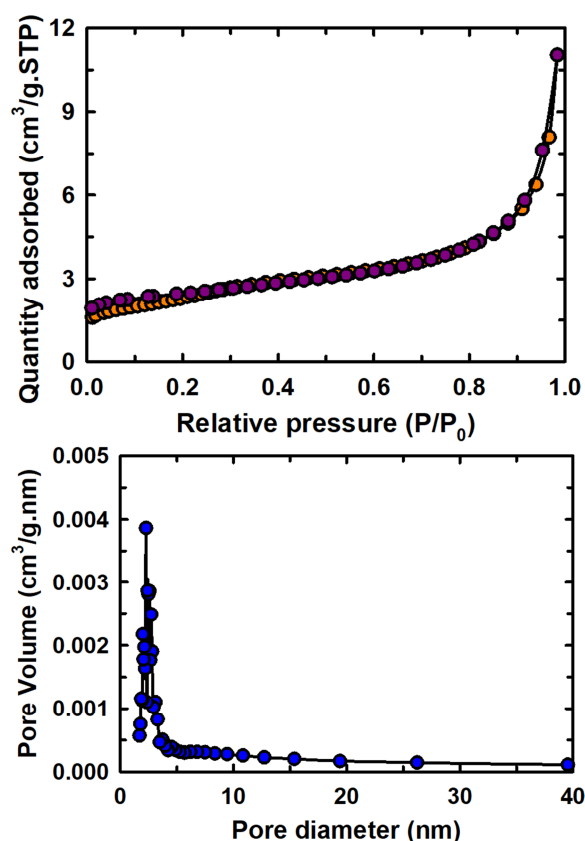 12
9
6
3
0
Quantity adsorbed (cm³/g.STP)
0.0 0.2 0.4 0.6 0.8 1.0
Relative pressure (P/P₀)
0.005
0.004
0.003
0.002
0.001
0.000
Pore Volume (cm³/g.nm)
0 10 20 30 40
Pore diameter (nm)